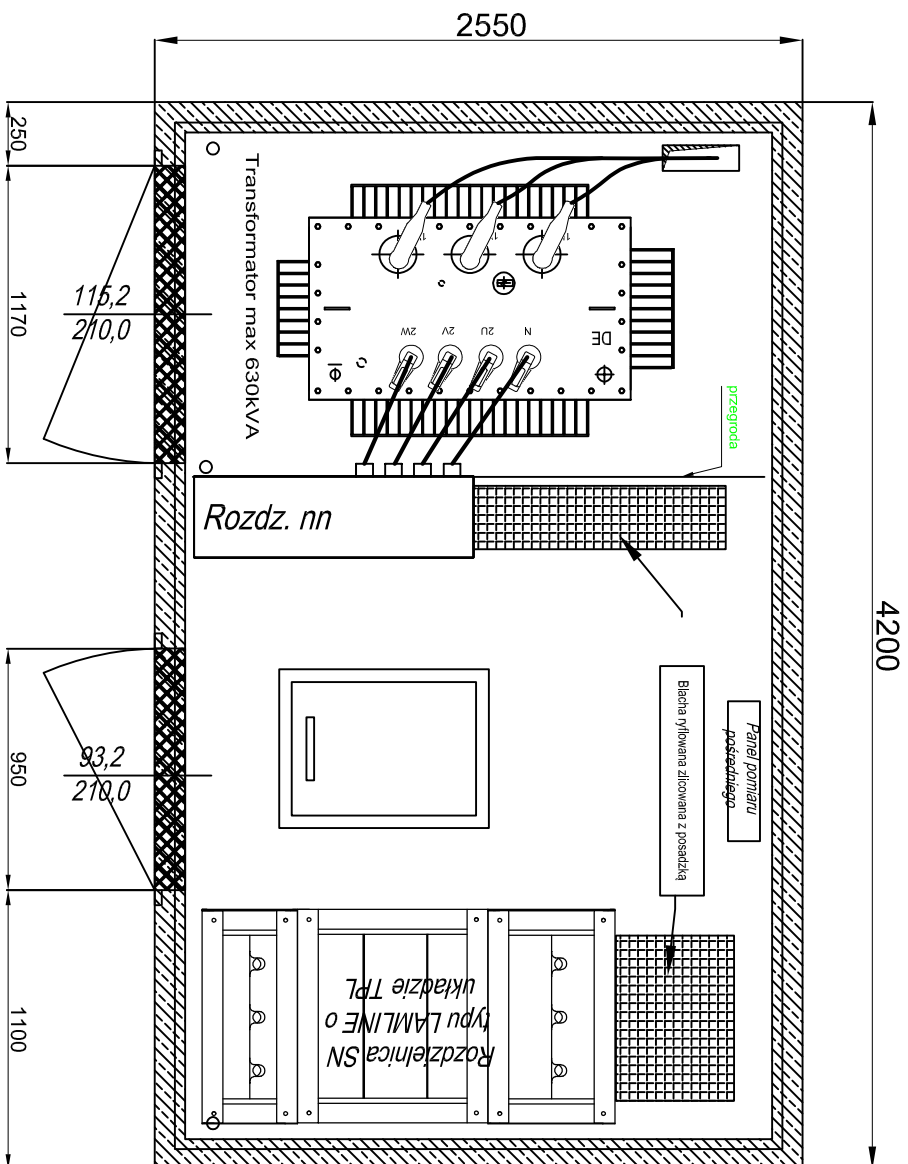 2550
4200
250
1170
950
1100
115,2
210,0
93,2
210,0
Transformator max 630kVA
2W
2V
2U
N
DE
przegroda
Rozdz. nn
Panel pomiaru
pośredniego
Blacha ryflowana zlicowana z posadzką
Rozdzielnica SN
typu LAMLINE o
układzie TPL